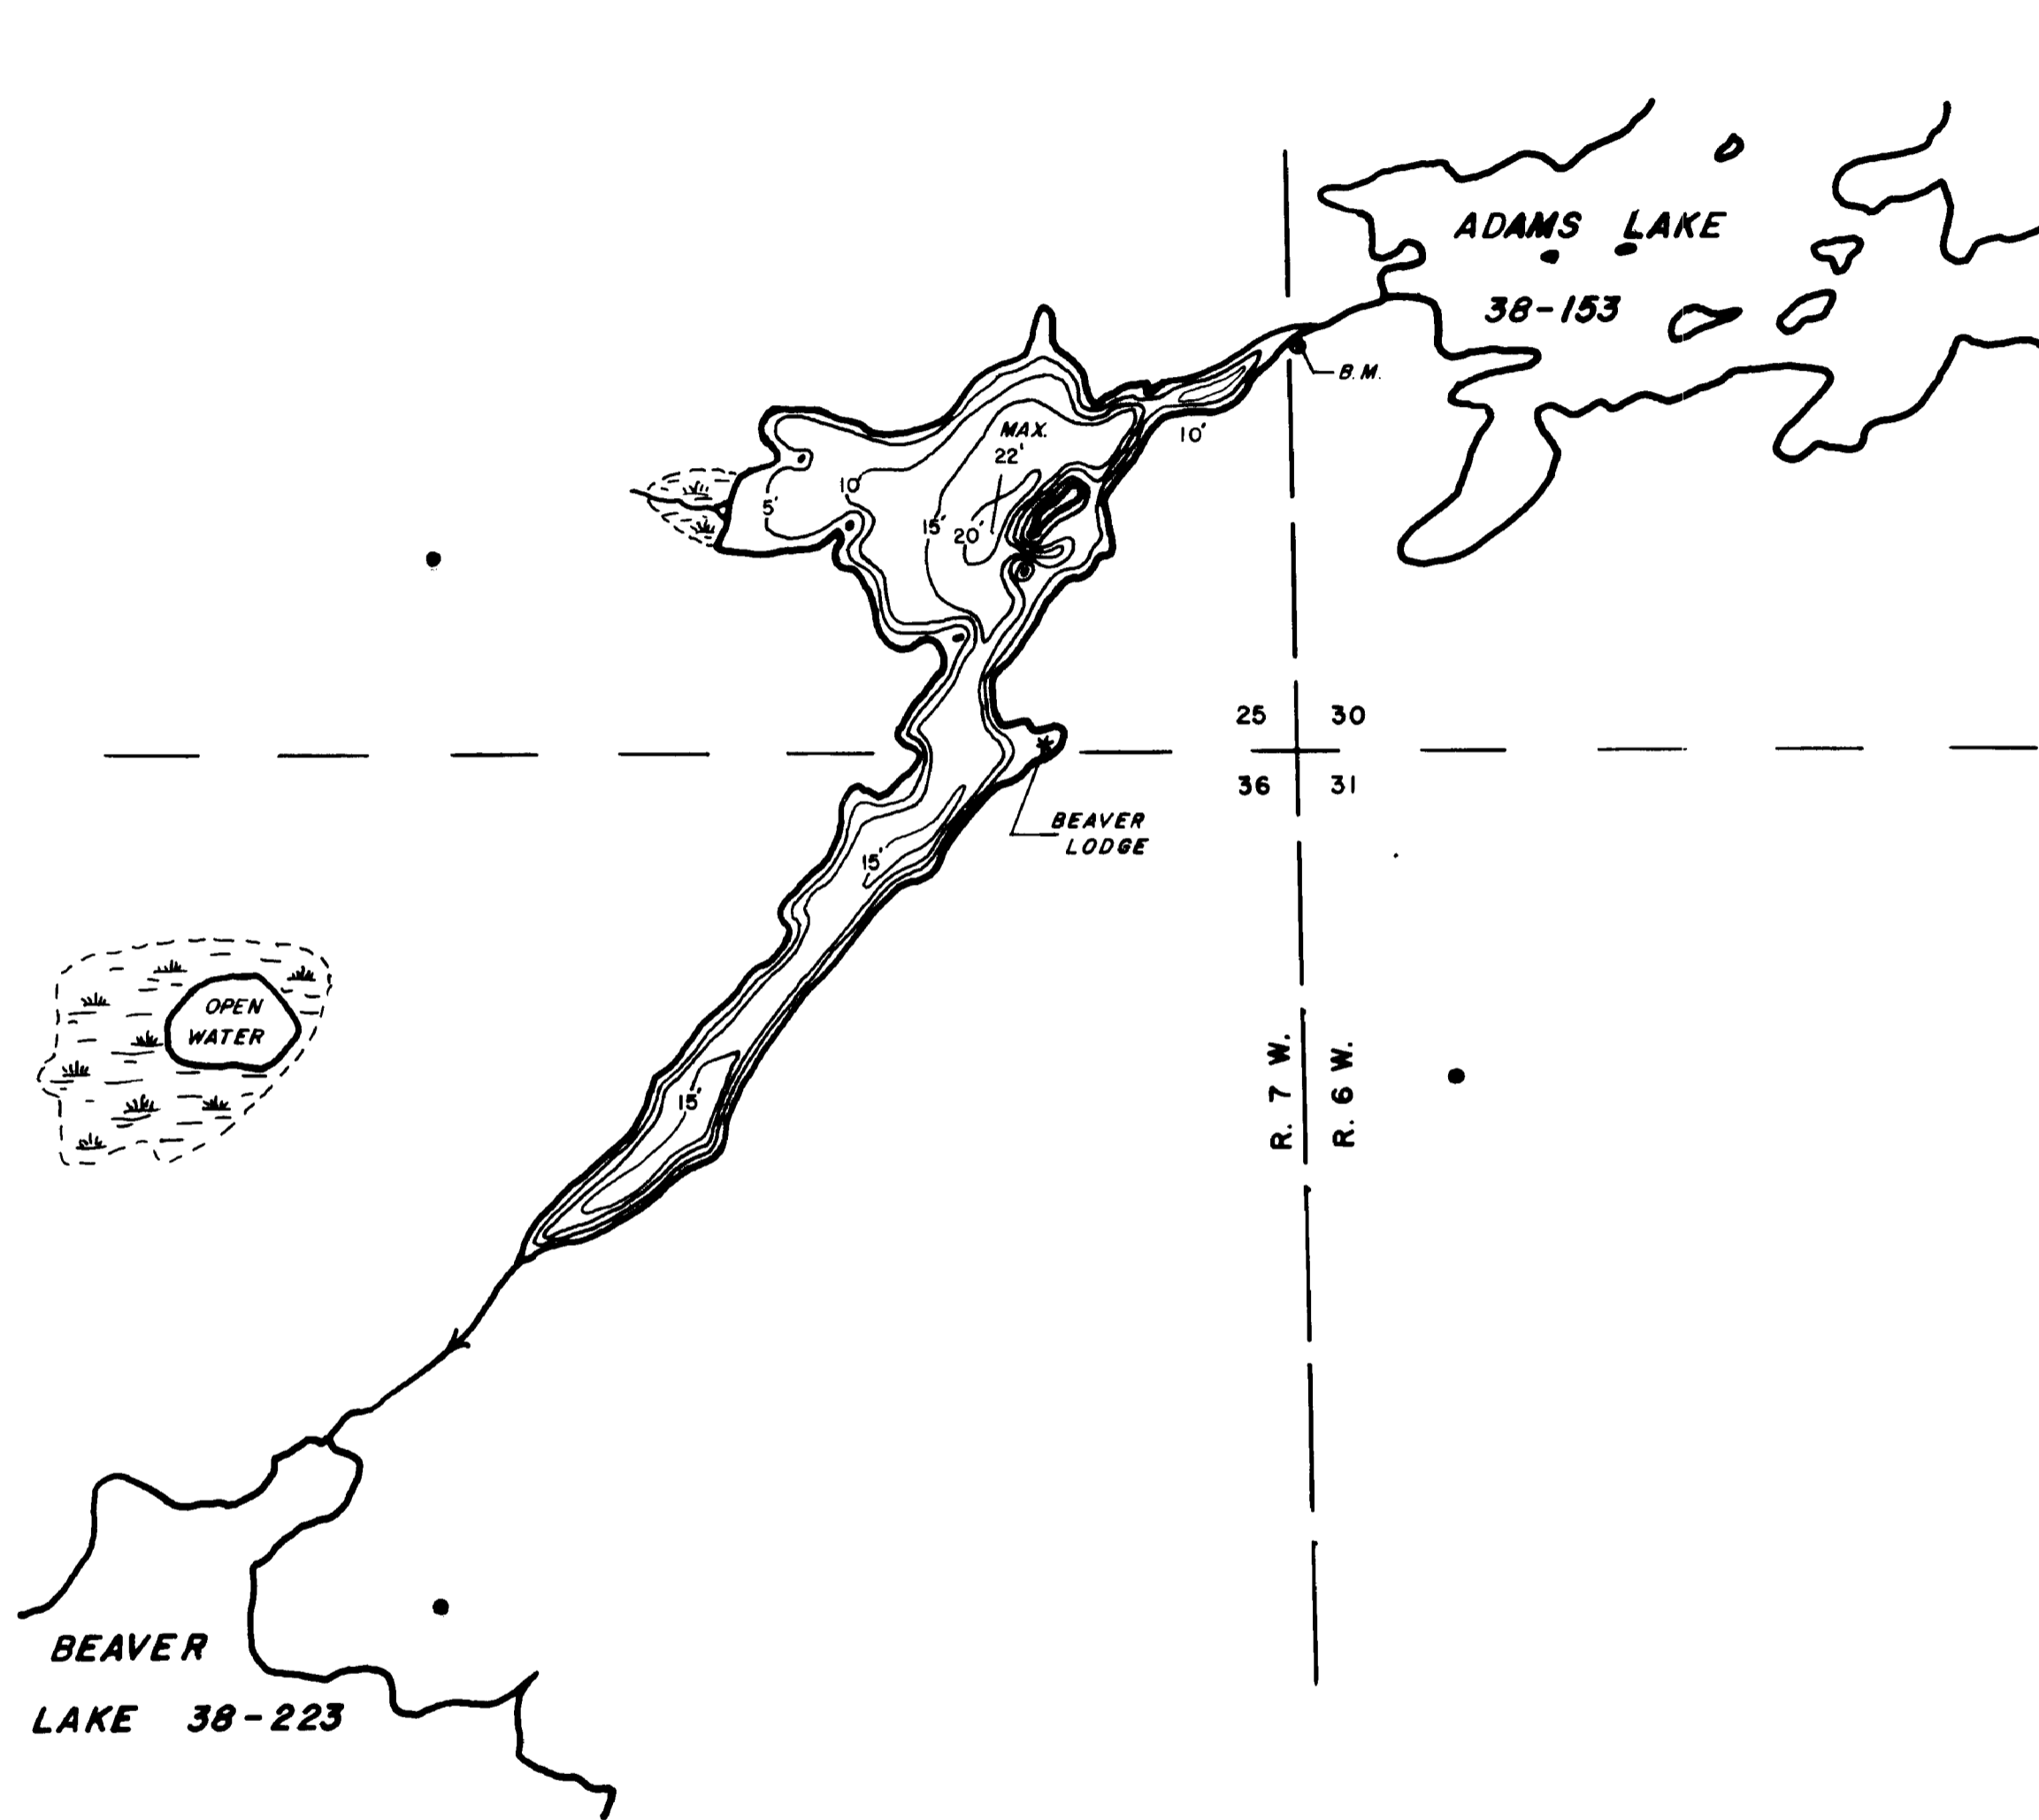 ADAMS LAKE
38-153
B.M.
10'
MAX.
22'
10'
5'
15'
20'
25
30
36
31
BEAVER
LODGE
15'
OPEN
WATER
R. 7 W.
R. 6 W.
15'
BEAVER
LAKE 38-223